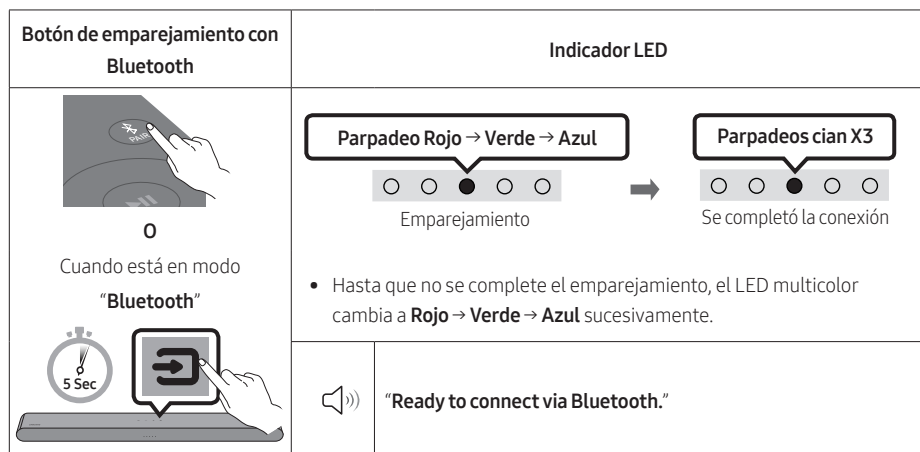 Botón de emparejamiento con
Bluetooth
Indicador LED
PAIR
O
Cuando está en modo
“Bluetooth”
5 Sec
Parpadeo Rojo → Verde → Azul
Emparejamiento
Parpadeos cian X3
Se completó la conexión
• Hasta que no se complete el emparejamiento, el LED multicolor
cambia a Rojo → Verde → Azul sucesivamente.
“Ready to connect via Bluetooth.”